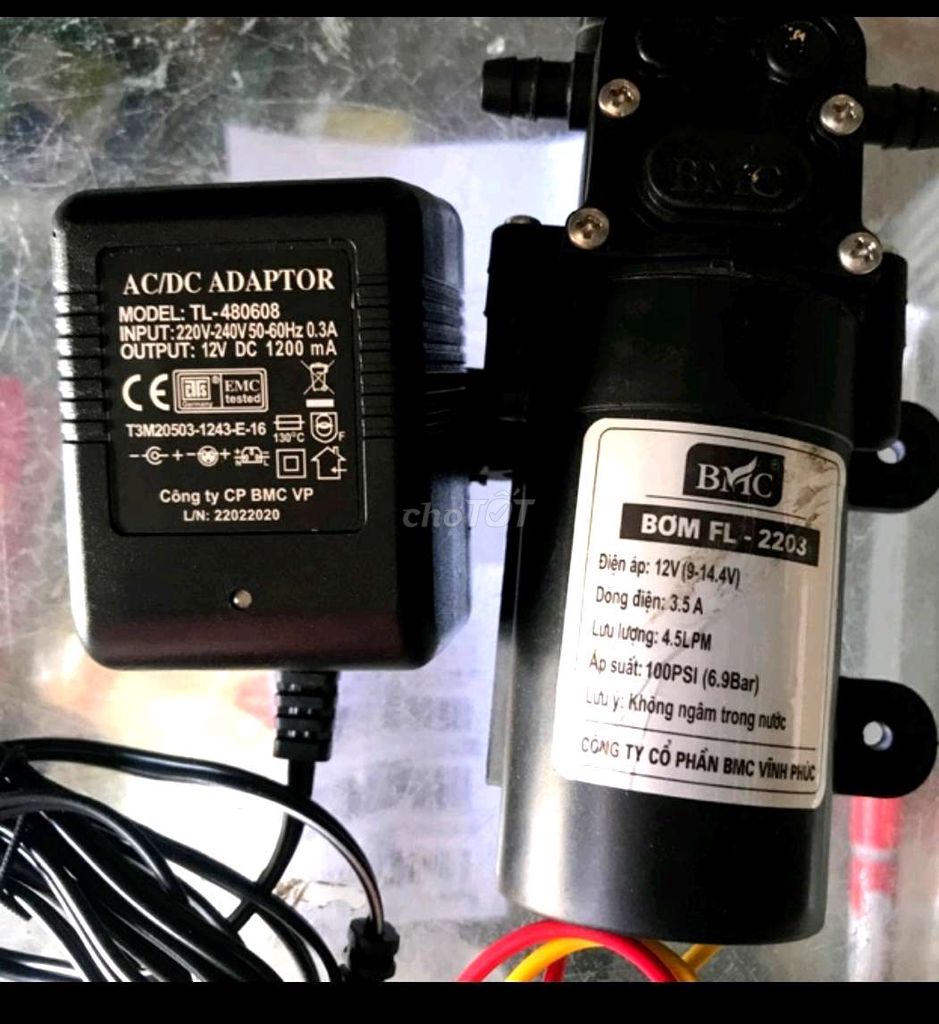 AC/DC ADAPTOR
MODEL: TL-480608
INPUT: 220V-240V 50-60Hz 0.3A
OUTPUT: 12V DC 1200 mA
CE
Germany
EMC
tested
T3M20503-1243-E-16
130°C
F
N
L
Công ty CP BMC VP
L/N: 22022020
choTỐT
BMC
BMC
BƠM FL - 2203
Điện áp: 12V (9-14.4V)
Dòng điện: 3.5 A
Lưu lượng: 4.5LPM
Áp suất: 100PSI (6.9Bar)
Lưu ý: Không ngâm trong nước
CÔNG TY CỔ PHẦN BMC VĨNH PHÚC